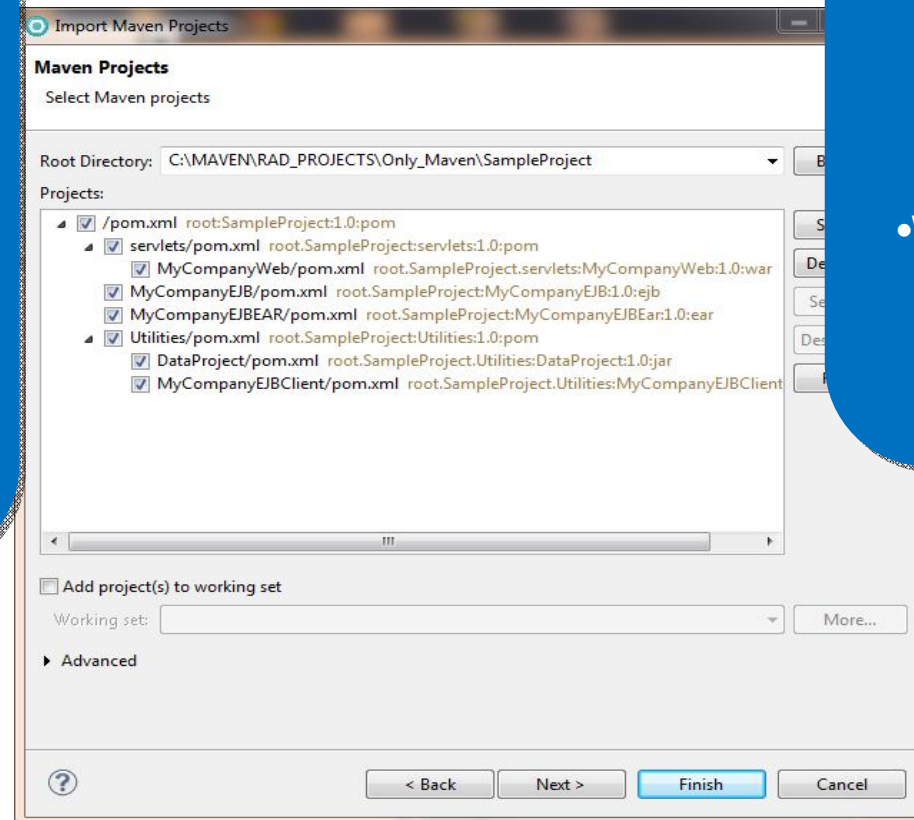 Import Maven Projects
Maven Projects
Select Maven projects
Root Directory: C:\MAVEN\RAD_PROJECTS\Only_Maven\SampleProject
Projects:
/pom.xml root:SampleProject:1.0:pom
servlets/pom.xml root.SampleProject:servlets:1.0:pom
MyCompanyWeb/pom.xml root.SampleProject.servlets:MyCompanyWeb:1.0:war
MyCompanyEJB/pom.xml root.SampleProject:MyCompanyEJB:1.0:ejb
MyCompanyEJBEAR/pom.xml root.SampleProject:MyCompanyEJBEar:1.0:ear
Utilities/pom.xml root.SampleProject:Utilities:1.0:pom
DataProject/pom.xml root.SampleProject.Utilities:DataProject:1.0:jar
MyCompanyEJBClient/pom.xml root.SampleProject.Utilities:MyCompanyEJBClient
Add project(s) to working set
Working set: More...
Advanced
< Back Next > Finish Cancel